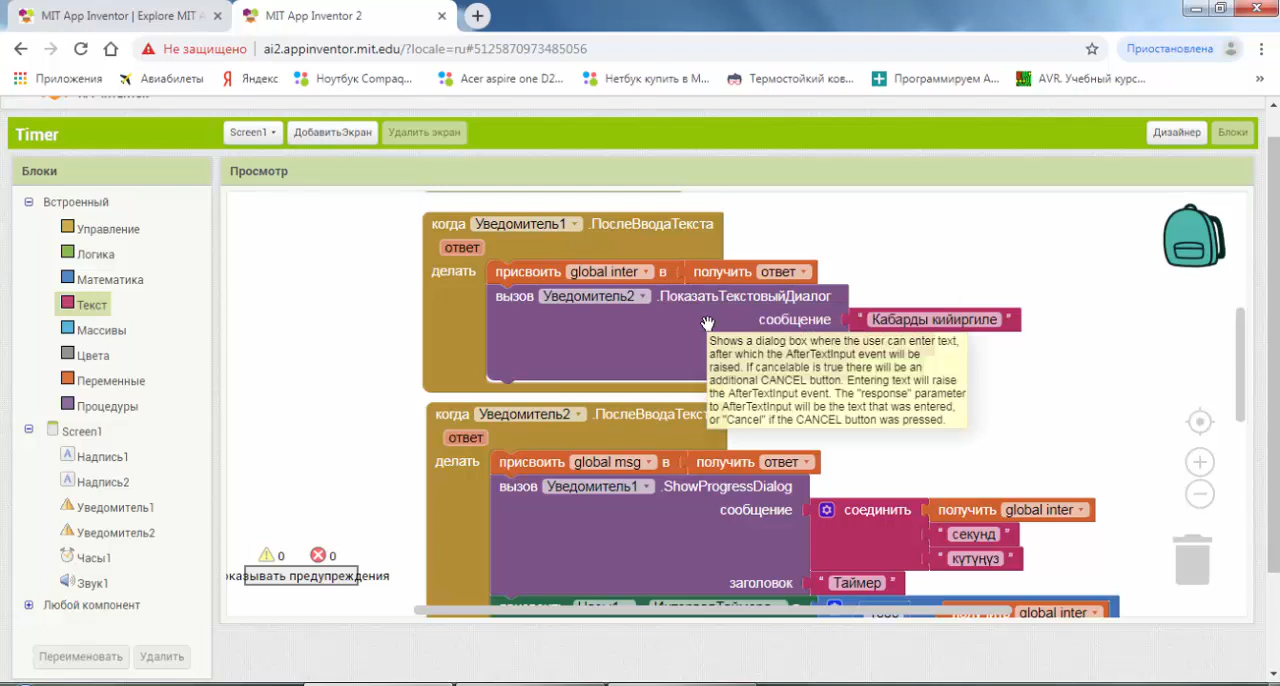 MIT App Inventor | Explore MIT A
MIT App Inventor 2
Не защищено
ai2.appinventor.mit.edu/?locale=ru#5125870973485056
Приостановлена
Приложения
Авиабилеты
Яндекс
Ноутбук Compaq...
Acer aspire one D2...
Нетбук купить в М...
Термостойкий ков...
Программируем А...
AVR. Учебный курс...
»
Timer
Screen1
ДобавитьЭкран
Удалить экран
Дизайнер
Блоки
Блоки
Просмотр
Встроенный
Управление
Логика
Математика
Текст
Массивы
Цвета
Переменные
Процедуры
Screen1
Надпись1
Надпись2
Уведомитель1
Уведомитель2
Часы1
Звук1
Любой компонент
Переименовать
Удалить
когда Уведомитель1 .ПослеВводаТекста
ответ
делать присвоить global inter в получить ответ
вызов Уведомитель2 .ПоказатьТекстовыйДиалог
сообщение " Кабарды кийиргиле "
Shows a dialog box where the user can enter text,
after which the AfterTextInput event will be
raised. If cancelable is true there will be an
additional CANCEL button. Entering text will raise
the AfterTextInput event. The "response" parameter
to AfterTextInput will be the text that was entered,
or "Cancel" if the CANCEL button was pressed.
когда Уведомитель2 .ПослеВводаТекс
ответ
делать присвоить global msg в получить ответ
вызов Уведомитель1 .ShowProgressDialog
сообщение соединить получить global inter
" секунд "
" күтүңүз "
заголовок " Таймер "
global inter
0 0
оказывать предупреждения